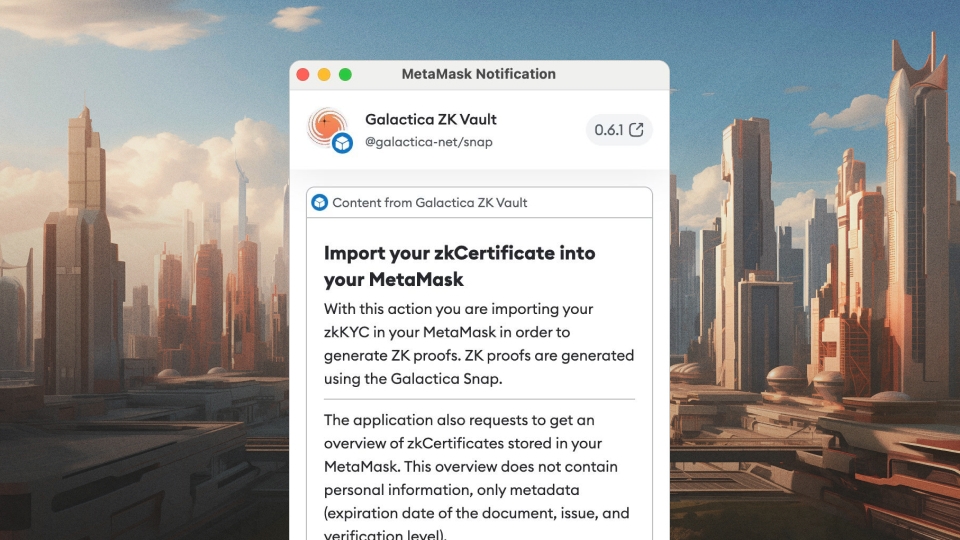 MetaMask Notification
Galactica ZK Vault
@galactica-net/snap
0.6.1
Content from Galactica ZK Vault
Import your zkCertificate into
your MetaMask
With this action you are importing your
zkKYC in your MetaMask in order to
generate ZK proofs. ZK proofs are generated
using the Galactica Snap.
The application also requests to get an
overview of zkCertificates stored in your
MetaMask. This overview does not contain
personal information, only metadata
(expiration date of the document, issue, and
verification level).